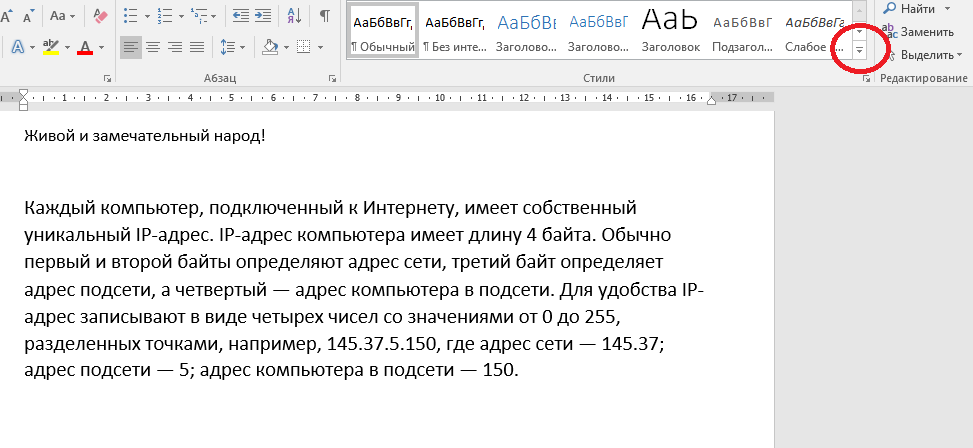 Aa
АаБбВвГг,
АаБбВвГг,
АаБбВв
АаБбВвГ
АаЬ
АаБбВвГ
АаБбВвГг
¶ Обычный
¶ Без инте...
Заголово...
Заголово...
Заголовок
Подзагол...
Слабое
Найти
Заменить
Выделить
Абзац
Стили
Редактирование
1 2 3 4 5 6 7 8 9 10 11 12 13 14 15 16 17
Живой и замечательный народ!
Каждый компьютер, подключенный к Интернету, имеет собственный
уникальный IP-адрес. IP-адрес компьютера имеет длину 4 байта. Обычно
первый и второй байты определяют адрес сети, третий байт определяет
адрес подсети, а четвертый — адрес компьютера в подсети. Для удобства IP-
адрес записывают в виде четырех чисел со значениями от 0 до 255,
разделенных точками, например, 145.37.5.150, где адрес сети — 145.37;
адрес подсети — 5; адрес компьютера в подсети — 150.